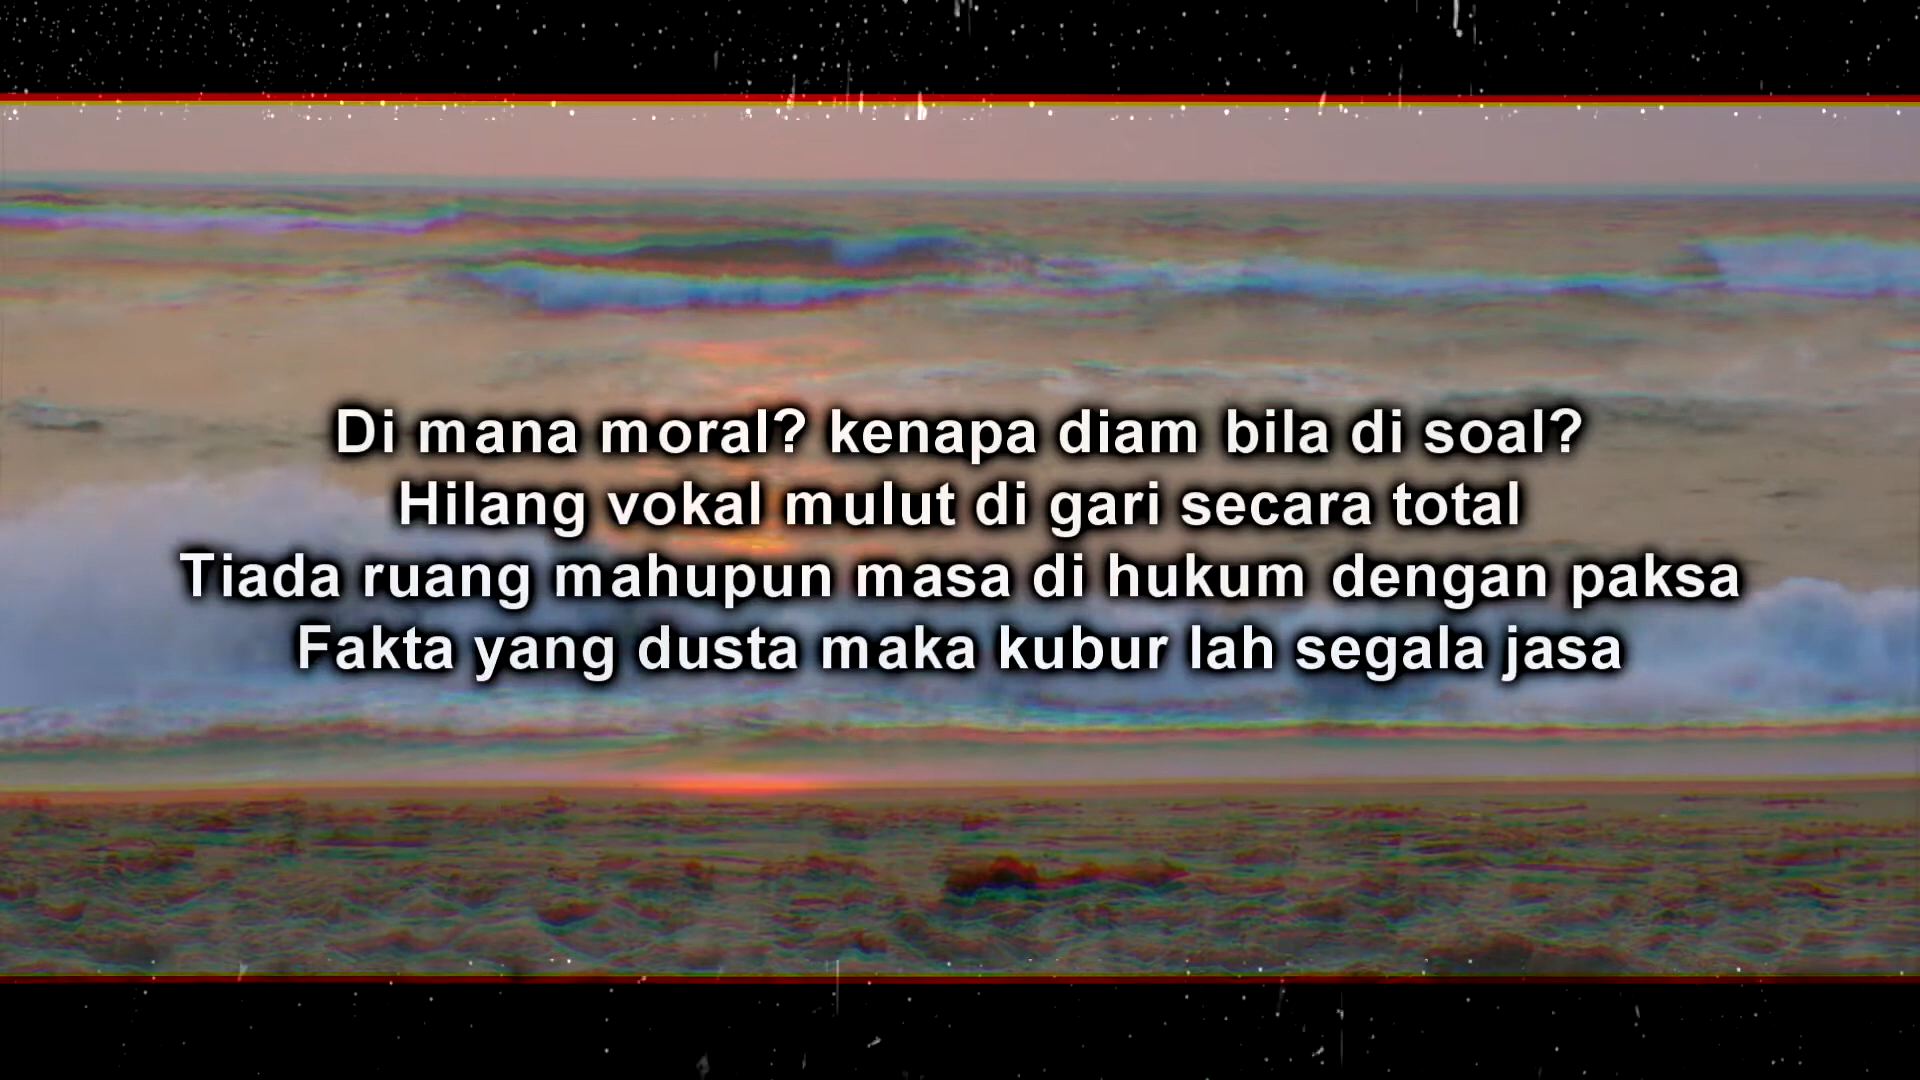 Di mana moral? kenapa diam bila di soal?
Hilang vokal mulut di gari secara total
Tiada ruang mahupun masa di hukum dengan paksa
Fakta yang dusta maka kubur lah segala jasa